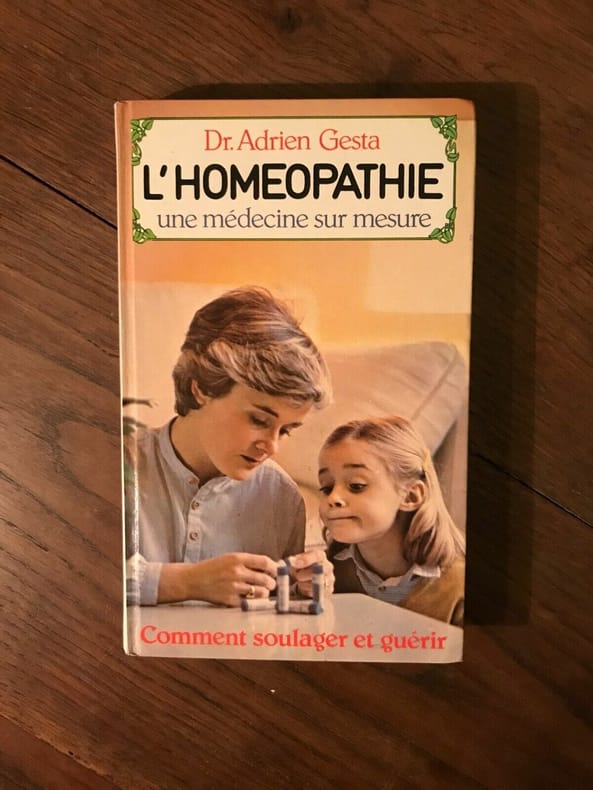 Dr. Adrien Gesta
L'HOMEOPATHIE
une médecine sur mesure
Comment soulager et guérir